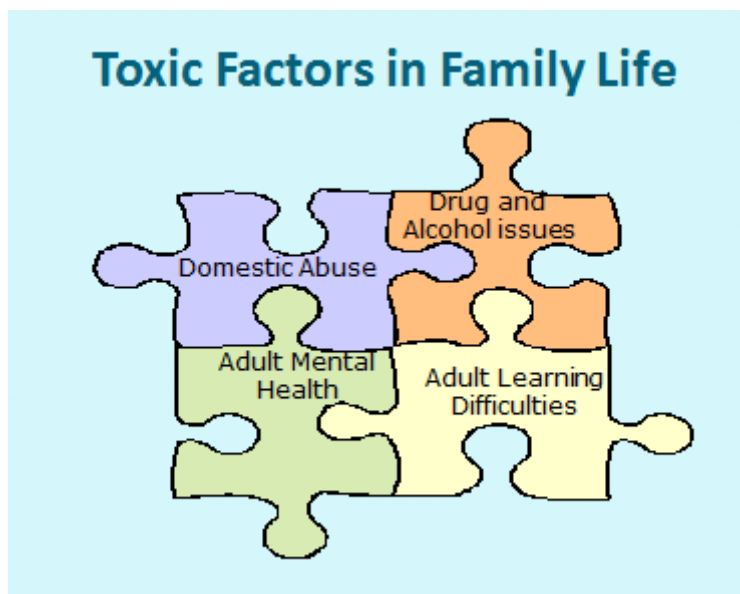 Toxic Factors in Family Life
Drug and
Alcohol issues
Domestic Abuse
Adult Mental
Health
Adult Learning
Difficulties